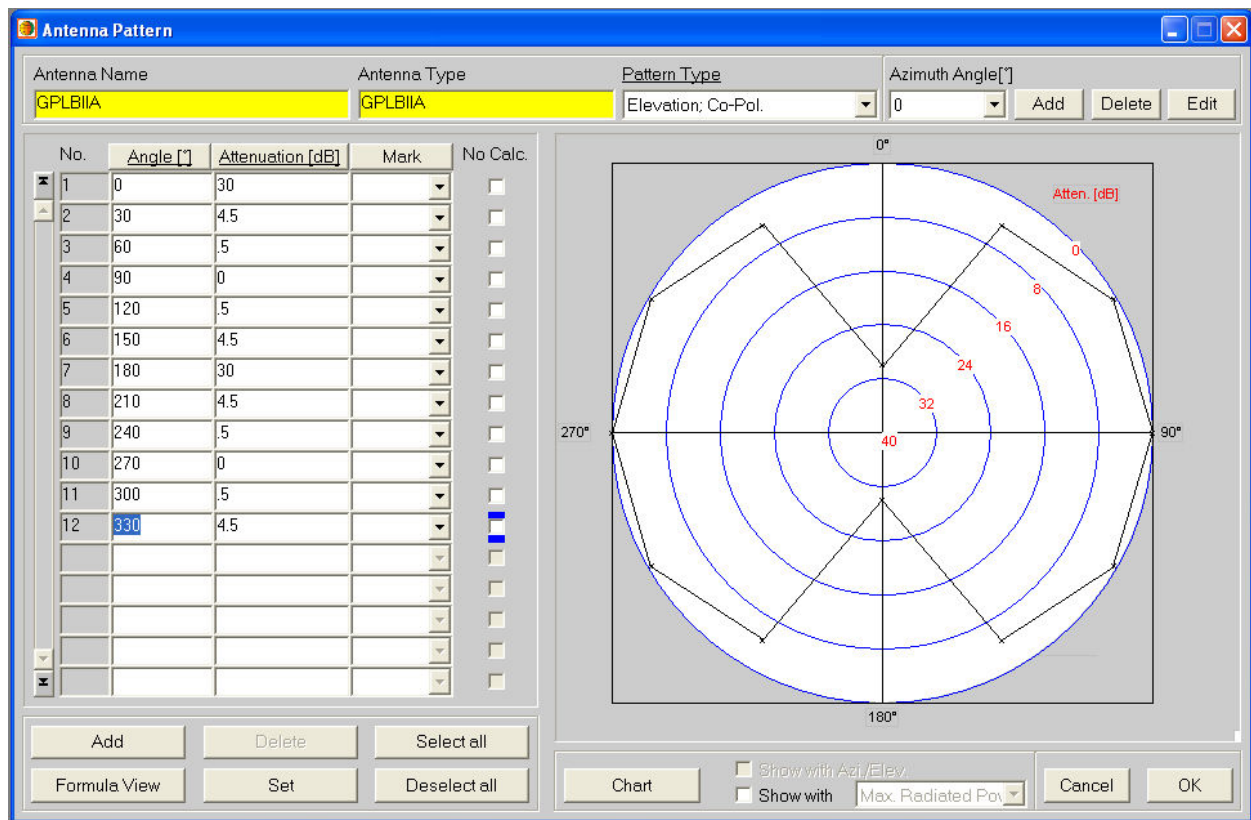 Antenna Pattern
Antenna Name
Antenna Type
Pattern Type
Azimuth Angle[°]
GPLBIIA
GPLBIIA
Elevation; Co-Pol.
0
Add
Delete
Edit
No.
Angle [°]
Attenuation [dB]
Mark
No Calc.
1 0 30
2 30 4.5
3 60 .5
4 90 0
5 120 .5
6 150 4.5
7 180 30
8 210 4.5
9 240 .5
10 270 0
11 300 .5
12 330 4.5
0°
Atten. [dB]
0
8
16
24
32
40
270°
90°
180°
Add
Delete
Select all
Formula View
Set
Deselect all
Chart
Show with Azi./Elev.
Show with
Max. Radiated Pov
Cancel
OK